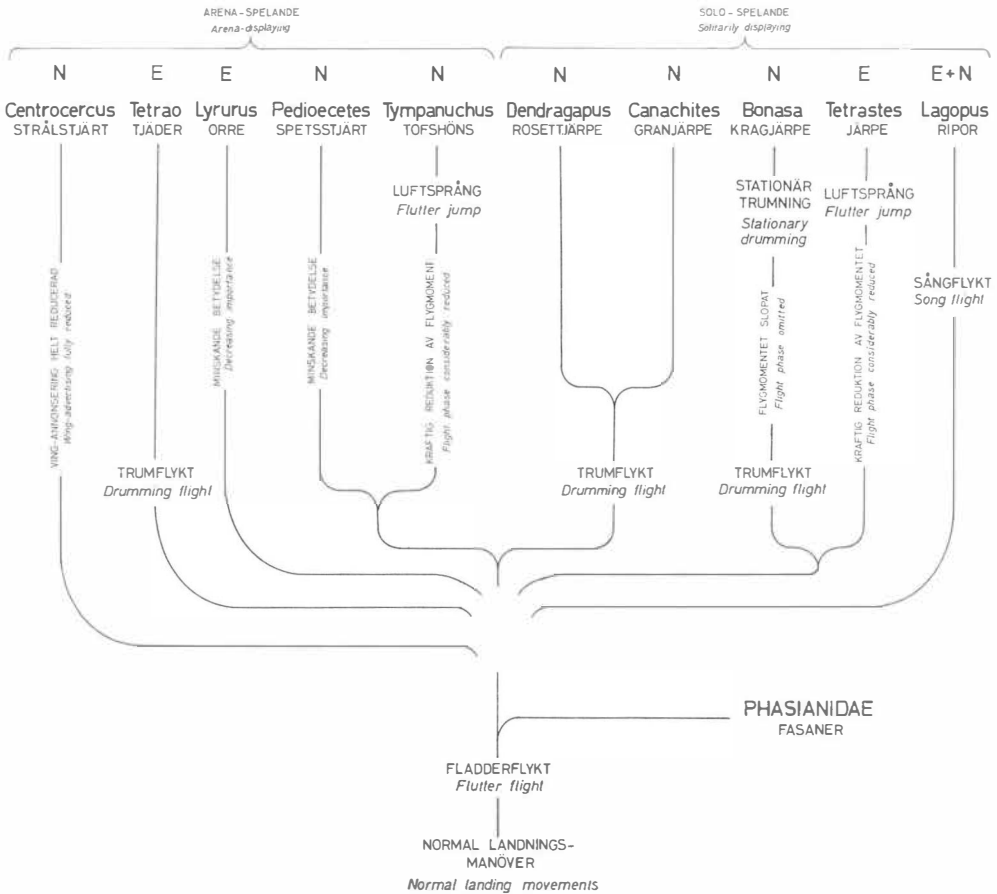 ARENA-SPELANDE
Arena-displaying
SOLO-SPELANDE
Solitarily displaying
N E E N N N N N E E+N
Centrocercus Tetrao Lyrurus Pedioecetes Tympanuchus Dendragapus Canachites Bonasa Tetrastes Lagopus
STRÅLSTJÄRT TJÄDER ORRE SPETSSTJÄRT TOFSHÖNS ROSETTJÄRPE GRANJÄRPE KRAGJÄRPE JÄRPE RIPOR
LUFTSPRÅNG
Flutter jump
STATIONÄR
TRUMNING
Stationary
drumming
LUFTSPRÅNG
Flutter jump
SÅNGFLYKT
Song flight
VING-ANNONSERING HELT REDUCERAD
Wing-advertising fully reduced
MINSKANDE BETYDELSE
Decreasing importance
MINSKANDE BETYDELSE
Decreasing importance
KRAFTIG REDUKTION AV FLYGMOMENT
Flight phase considerably reduced
FLYGMOMENTET SLOPAT
Flight phase omitted
KRAFTIG REDUKTION AV FLYGMOMENTET
Flight phase considerably reduced
TRUMFLYKT
Drumming flight
TRUMFLYKT
Drumming flight
TRUMFLYKT
Drumming flight
PHASIANIDAE
FASANER
FLADDERFLYKT
Flutter flight
NORMAL LANDNINGS-
MANÖVER
Normal landing movements